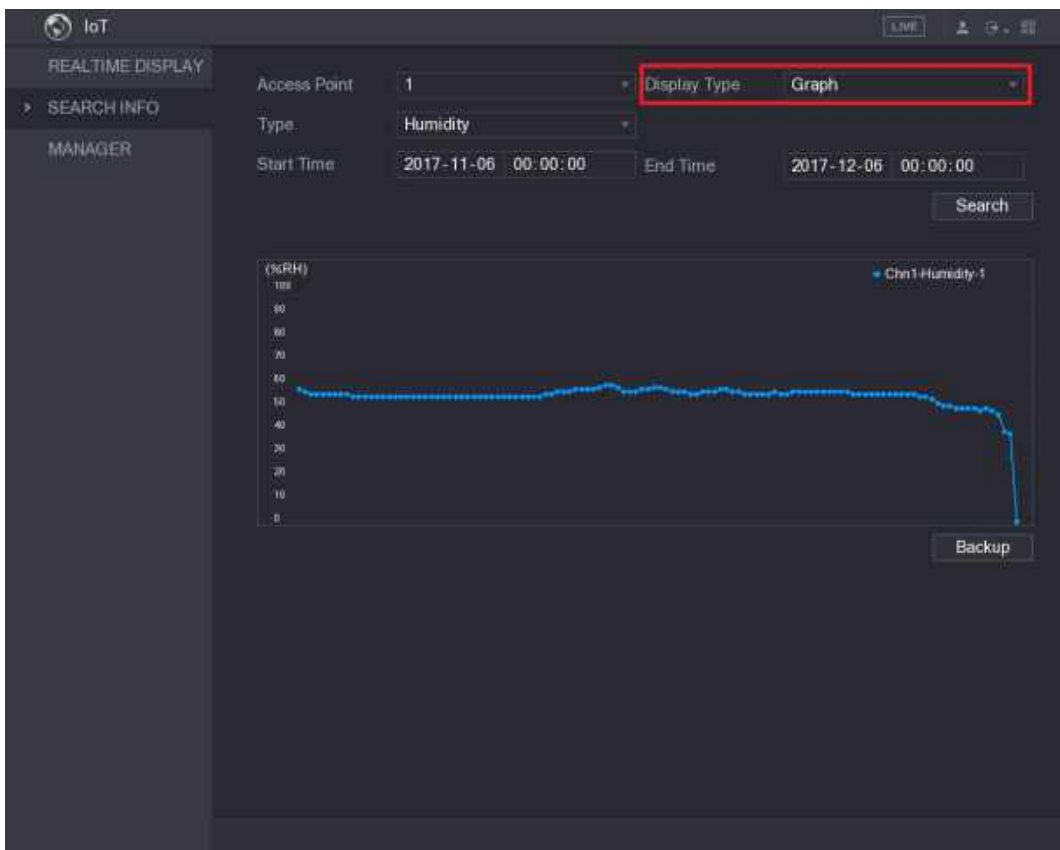 IoT
LIVE
REALTIME DISPLAY
SEARCH INFO
MANAGER
Access Point 1 Display Type Graph
Type Humidity
Start Time 2017-11-06 00:00:00 End Time 2017-12-06 00:00:00
Search
(%RH)
Chn1-Humidity-1
100
90
80
70
60
50
40
30
20
10
0
Backup